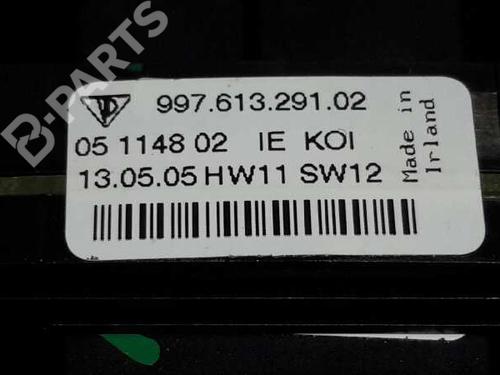 B-PARTS
997.613.291.02
05 1148 02 IE KOI
13.05.05 HW11 SW12
Made in
Irland